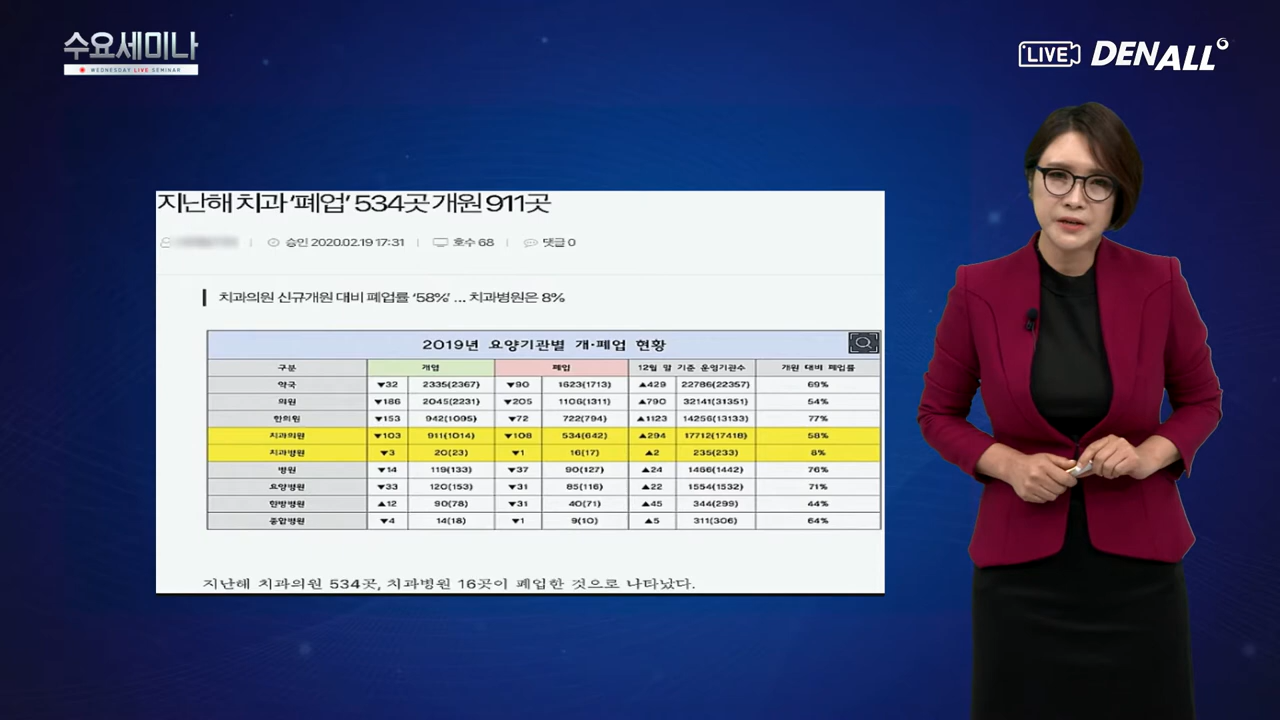 수요세미나
WEDNESDAY LIVE SEMINAR
LIVE DENALL
지난해 치과 '폐업' 534곳 개원 911곳
승인 2020.02.19 17:31 호수 68 댓글 0
치과의원 신규개원 대비 폐업률 '58%' … 치과병원은 8%
2019년 요양기관별 개·폐업 현황
구분 개업 폐업 12월 말 기준 운영기관수 개원 대비 폐업률
약국 ▼32 2335(2367) ▼90 1623(1713) ▲429 22786(22357) 69%
의원 ▼186 2045(2231) ▼205 1106(1311) ▲790 32141(31351) 54%
한의원 ▼153 942(1095) ▼72 722(794) ▲1123 14256(13133) 77%
치과의원 ▼103 911(1014) ▼108 534(642) ▲294 17712(17418) 58%
치과병원 ▼3 20(23) ▼1 16(17) ▲2 235(233) 8%
병원 ▼14 119(133) ▼37 90(127) ▲24 1466(1442) 76%
요양병원 ▼33 120(153) ▼31 85(116) ▲22 1554(1532) 71%
한방병원 ▲12 90(78) ▼31 40(71) ▲45 344(299) 44%
종합병원 ▼4 14(18) ▼1 9(10) ▲5 311(306) 64%
지난해 치과의원 534곳, 치과병원 16곳이 폐업한 것으로 나타났다.